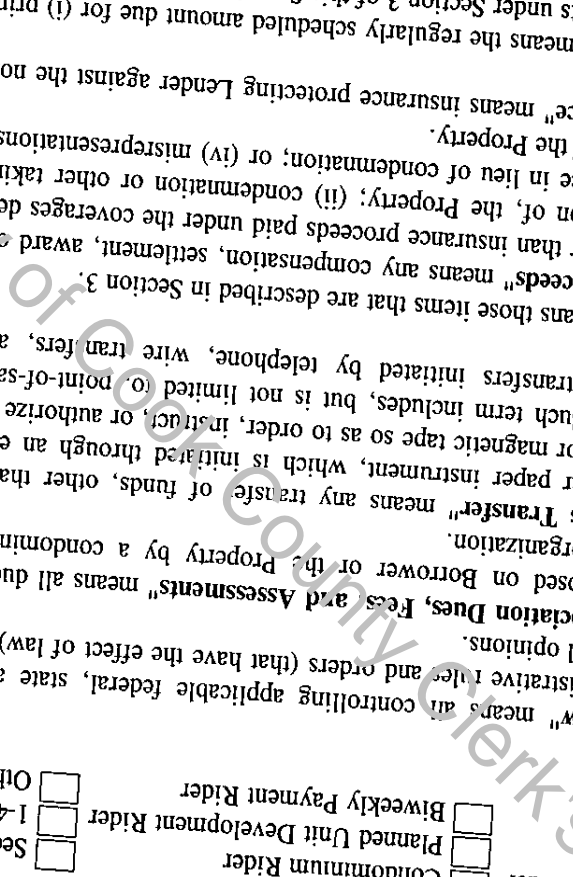 Condominium Rider Sec
Planned Unit Development Rider 1-4
Biweekly Payment Rider Oth
w" means all controlling applicable federal, state a
istrative rules and orders (that have the effect of law)
l opinions.
ciation Dues, Fees, and Assessments" means all due
osed on Borrower or the Property by a condomin
rganization.
s Transfer" means any transfer of funds, other tha
r paper instrument, which is initiated through an e
or magnetic tape so as to order, instruct, or authorize
uch term includes, but is not limited to, point-of-sa
transfers initiated by telephone, wire transfers, a
ans those items that are described in Section 3.
ceeds" means any compensation, settlement, award o
r than insurance proceeds paid under the coverages de
on of, the Property; (ii) condemnation or other takin
ce in lieu of condemnation; or (iv) misrepresentations
the Property.
ce" means insurance protecting Lender against the no
means the regularly scheduled amount due for (i) prin
ts under Section 3 of this
of Cook County Clerk's